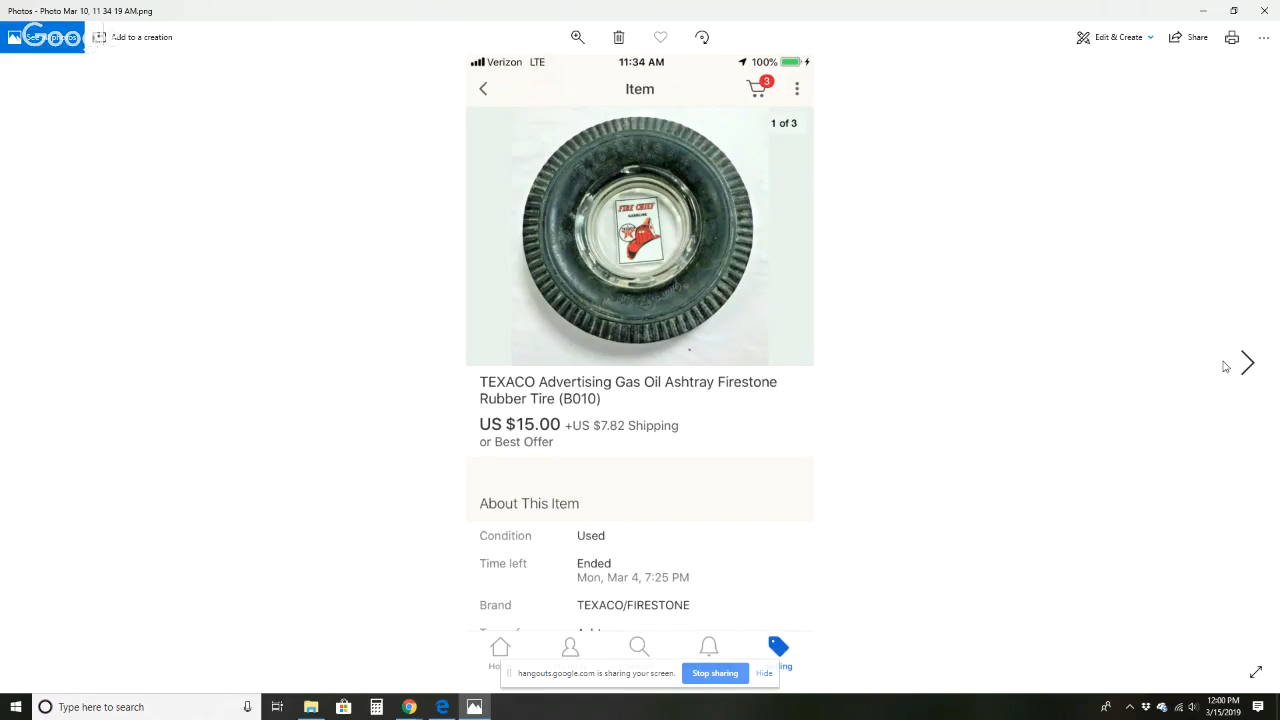 Photos - Photo Mar 10, 11 34 19 AM.png
Add to a creation
Edit & Create
Share
Verizon LTE
11:34 AM
100%
Item
3
1 of 3
FIRE CHIEF
GASOLINE
TEXACO Advertising Gas Oil Ashtray Firestone
Rubber Tire (B010)
US $15.00 +US $7.82 Shipping
or Best Offer
About This Item
Condition Used
Time left Ended
Mon, Mar 4, 7:25 PM
Brand TEXACO/FIRESTONE
hangouts.google.com is sharing your screen.
Stop sharing
Hide
Type here to search
12:00 PM
3/15/2019